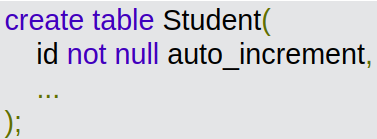 create table Student(
id not null auto_increment,
...
);